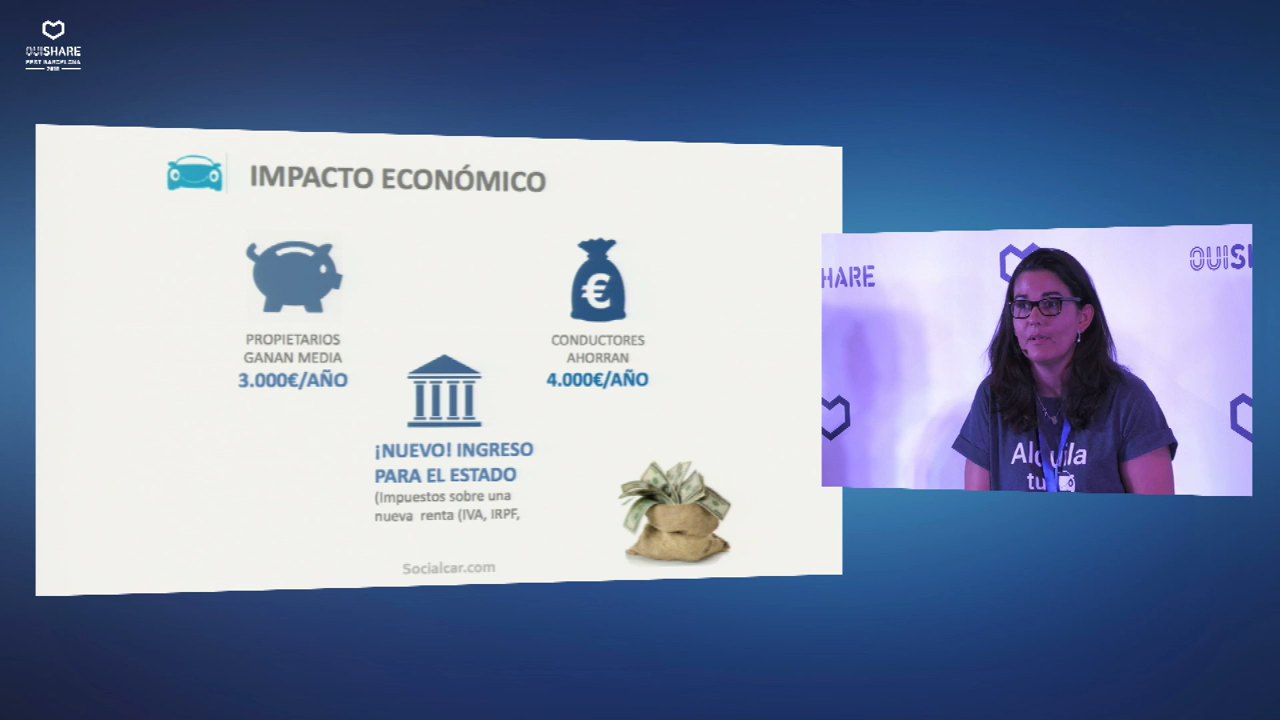 OUISHARE
FEST BARCELONA
IMPACTO ECONÓMICO
PROPIETARIOS
GANAN MEDIA
3.000€/AÑO
CONDUCTORES
AHORRAN
4.000€/AÑO
¡NUEVO! INGRESO
PARA EL ESTADO
(Impuestos sobre una
nueva renta (IVA, IRPF,
Socialcar.com
€
HARE
OUISH
Alquila
tu